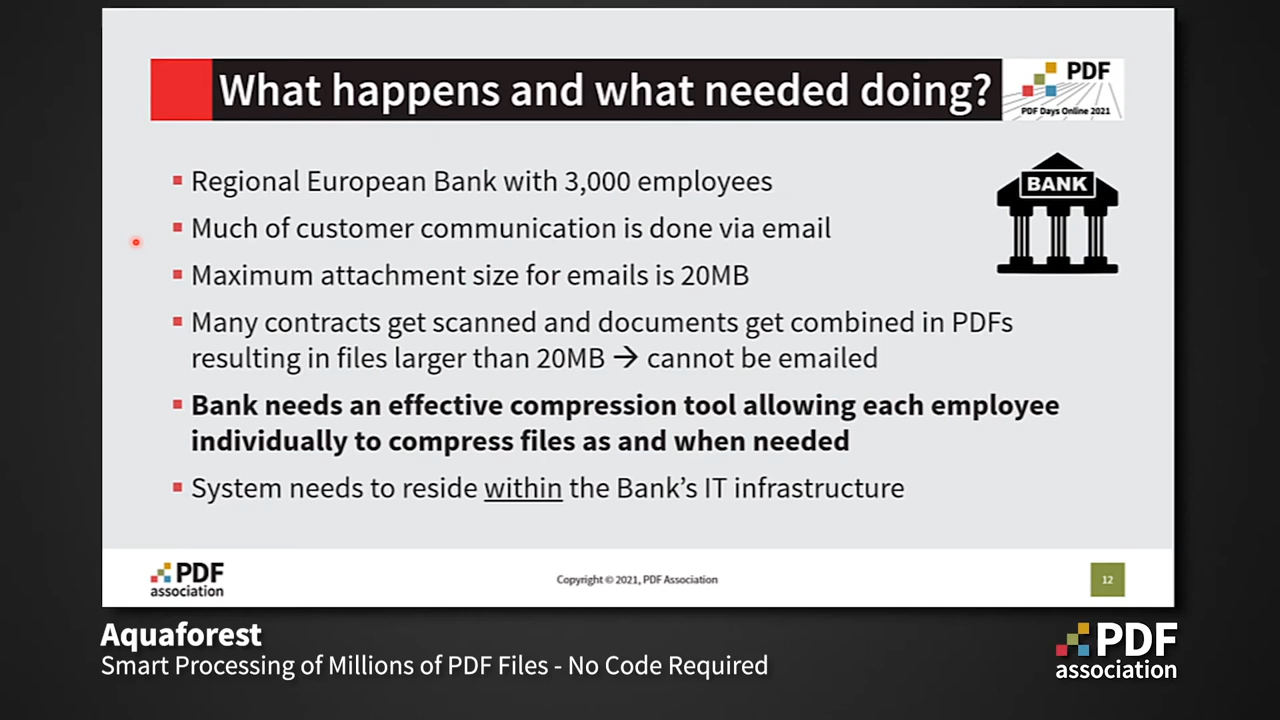 What happens and what needed doing?
PDF
PDF Days Online 2021
BANK
▪ Regional European Bank with 3,000 employees
▪ Much of customer communication is done via email
▪ Maximum attachment size for emails is 20MB
▪ Many contracts get scanned and documents get combined in PDFs
resulting in files larger than 20MB → cannot be emailed
▪ Bank needs an effective compression tool allowing each employee
individually to compress files as and when needed
▪ System needs to reside within the Bank’s IT infrastructure
PDF
association
Copyright © 2021, PDF Association
12
Aquaforest
Smart Processing of Millions of PDF Files - No Code Required
PDF
association